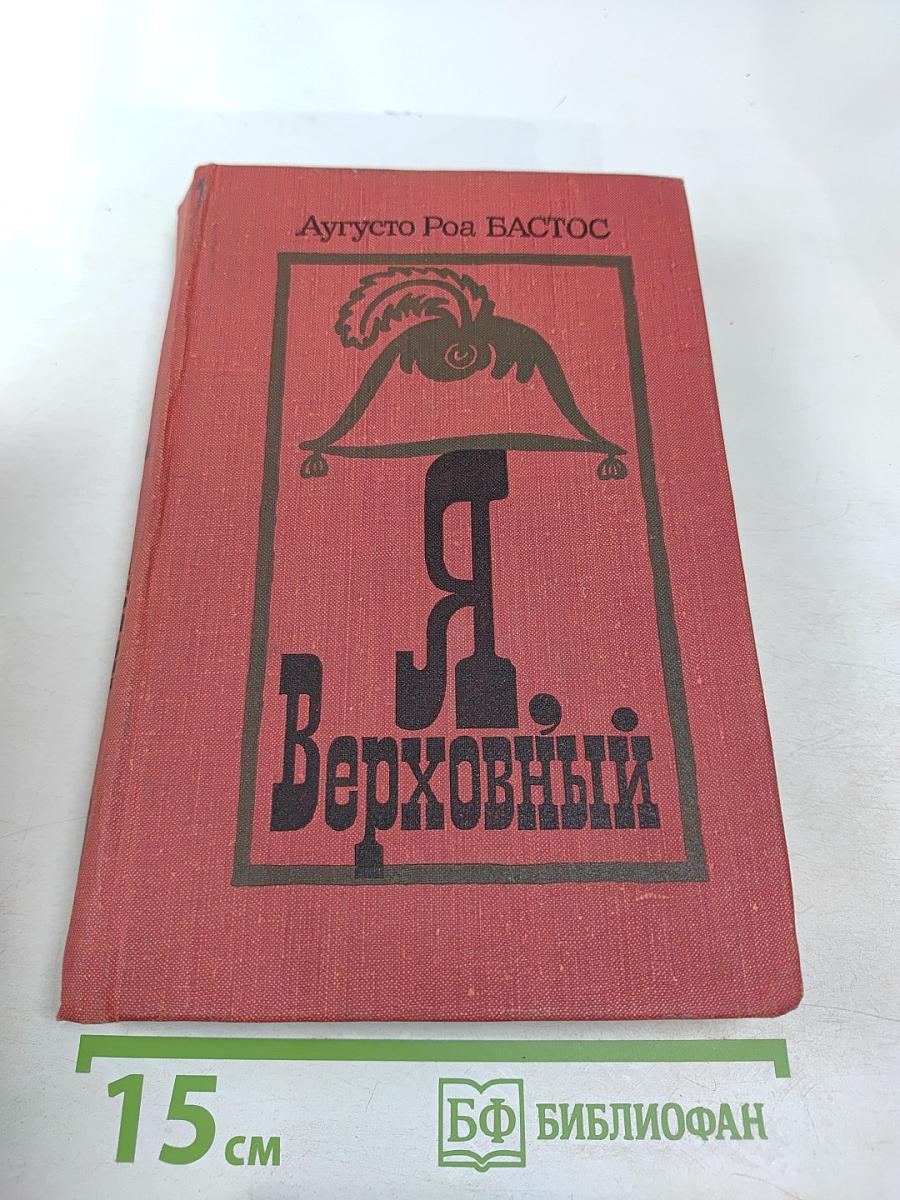 Аугусто Роа БАСТОС
Я,
Верховный
15 см
БФ БИБЛИОФАН